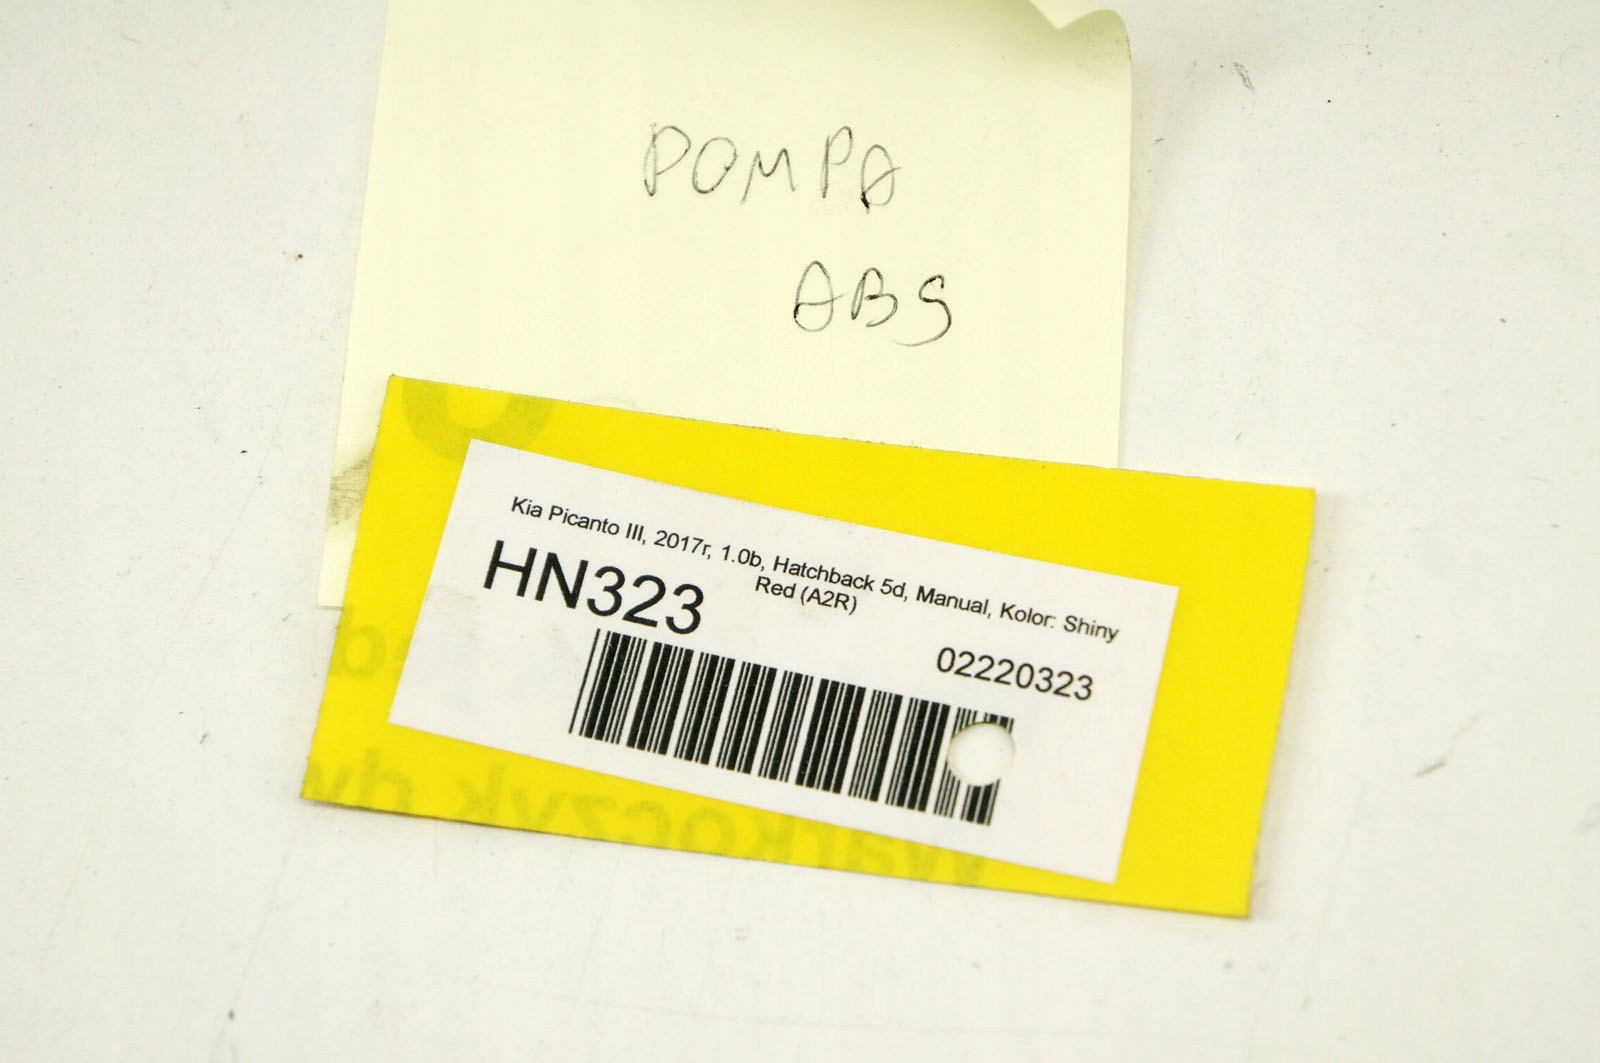 POMPA
ABS
Kia Picanto III, 2017r, 1.0b, Hatchback 5d, Manual, Kolor: Shiny
Red (A2R)
HN323
02220323